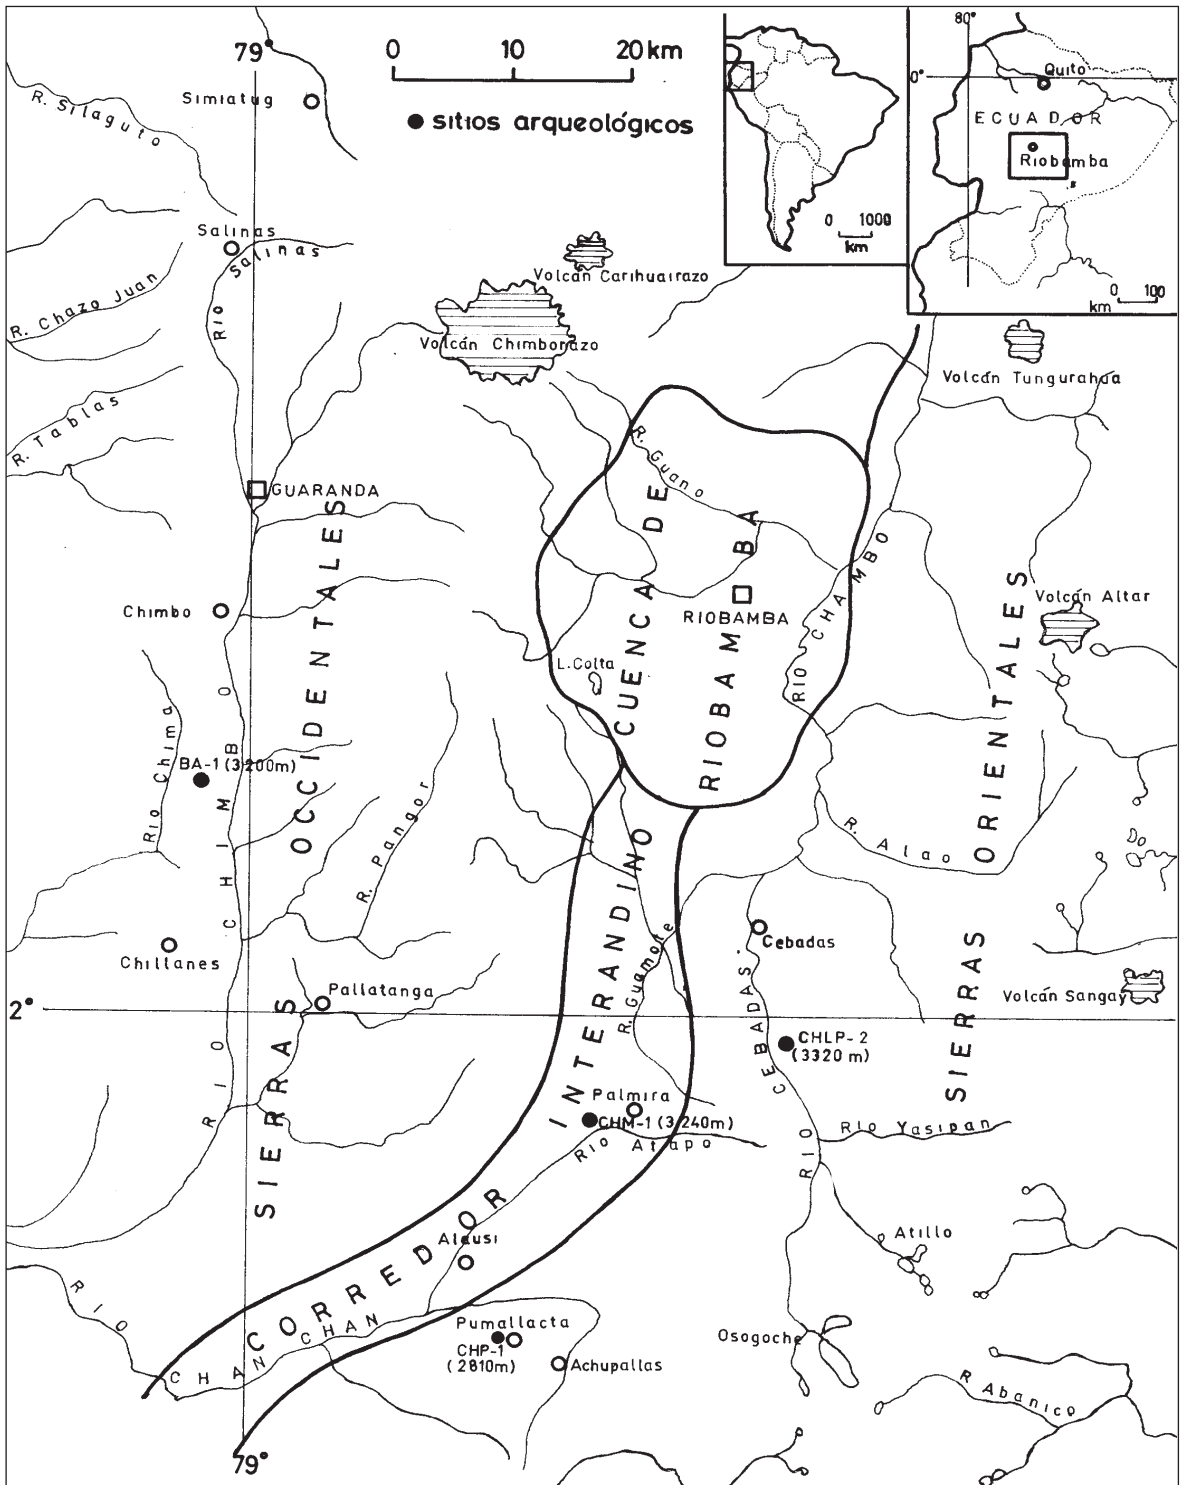 79
0 10 20 km
● sitios arqueológicos
R. Silaguto
Simiatug
Salinas
RIO Salinas
R. Chazo Juan
R. Tablas
Volcán Carihuairazo
Volcán Chimborazo
0 1000
km
80°
0°
Quito
ECUADOR
Riobamba
0 100
km
Volcán Tungurahua
R. Guano
GUARANDA
CUENCA DE
RIOBAMBA
RIOBAMBA
RIO CHAMBO
Chimbo
L. Colta
Volcán Altar
SIERRAS OCCIDENTALES
SIERRAS ORIENTALES
Rio Chima
BA-1 (3200m)
RIO CHIMBO
R. Pangor
R. Alao
Chillanes
Pallatanga
Cebadas
R. Guamote
CORREDOR INTERANDINO
Volcán Sangay
2°
CHLP-2
(3320 m)
RIO CEBADAS
Palmira
CHM-1 (3240m)
Rio Atapo
Rio Yasipan
Alausi
Atillo
RIO CHAN CHAN
Pumallacta
CHP-1
(2810m)
Achupallas
Osogoche
R Abanico
79°